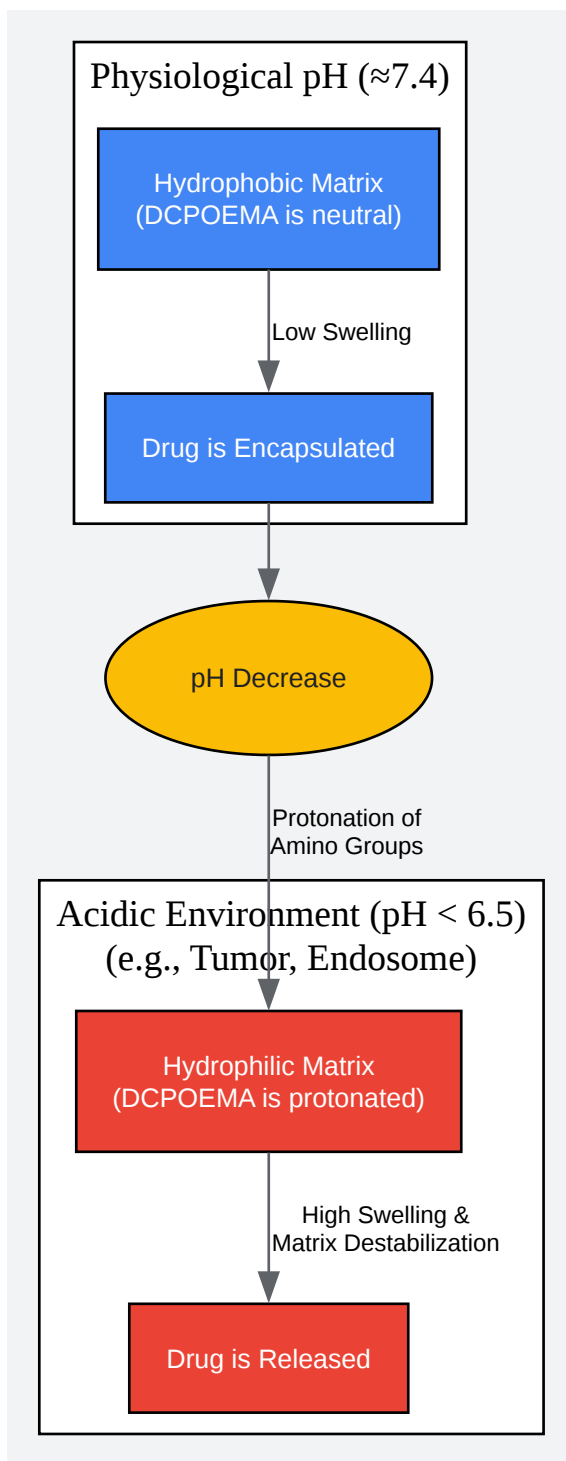 Physiological pH (≈7.4)
Hydrophobic Matrix
(DCPOEMA is neutral)
Low Swelling
Drug is Encapsulated
pH Decrease
Protonation of
Amino Groups
Acidic Environment (pH < 6.5)
(e.g., Tumor, Endosome)
Hydrophilic Matrix
(DCPOEMA is protonated)
High Swelling &
Matrix Destabilization
Drug is Released